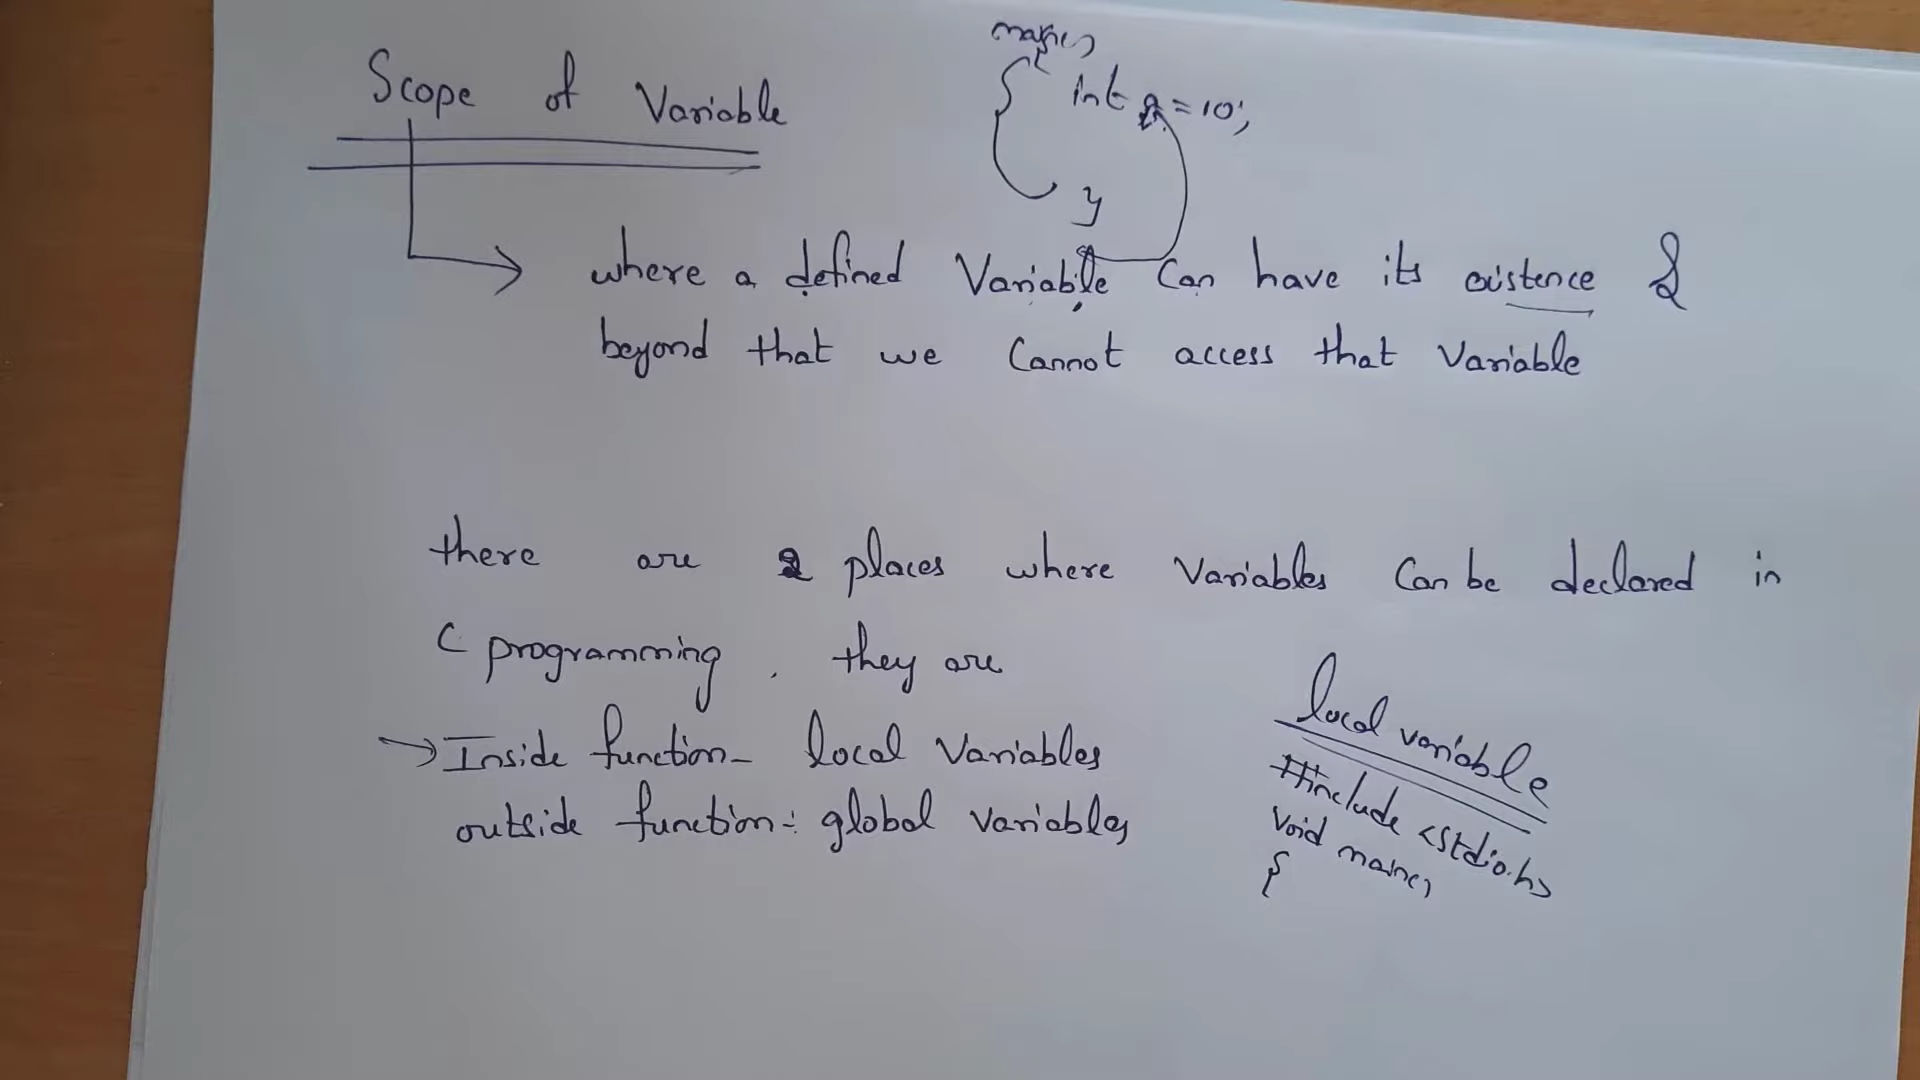 Scope of Variable
main()
{ int a=10;
}
where a defined Variable Can have its existence &
beyond that we Cannot access that Variable
there are 2 places where Variables Can be declared in
C programming, they are
→ Inside function- local Variables
outside function: global variables
local variable
#include <stdio.h>
Void main()
{